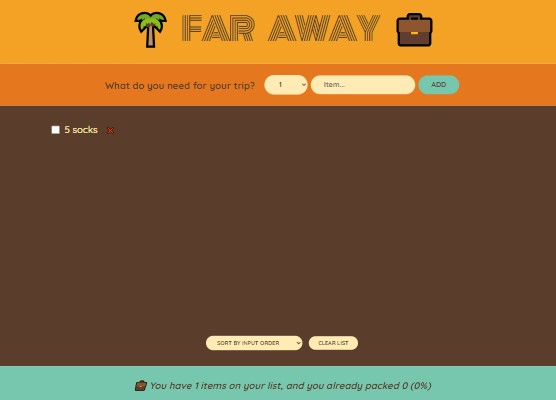 FAR AWAY
What do you need for your trip? 1 Item... ADD
5 socks
SORT BY INPUT ORDER CLEAR LIST
You have 1 items on your list, and you already packed 0 (0%)